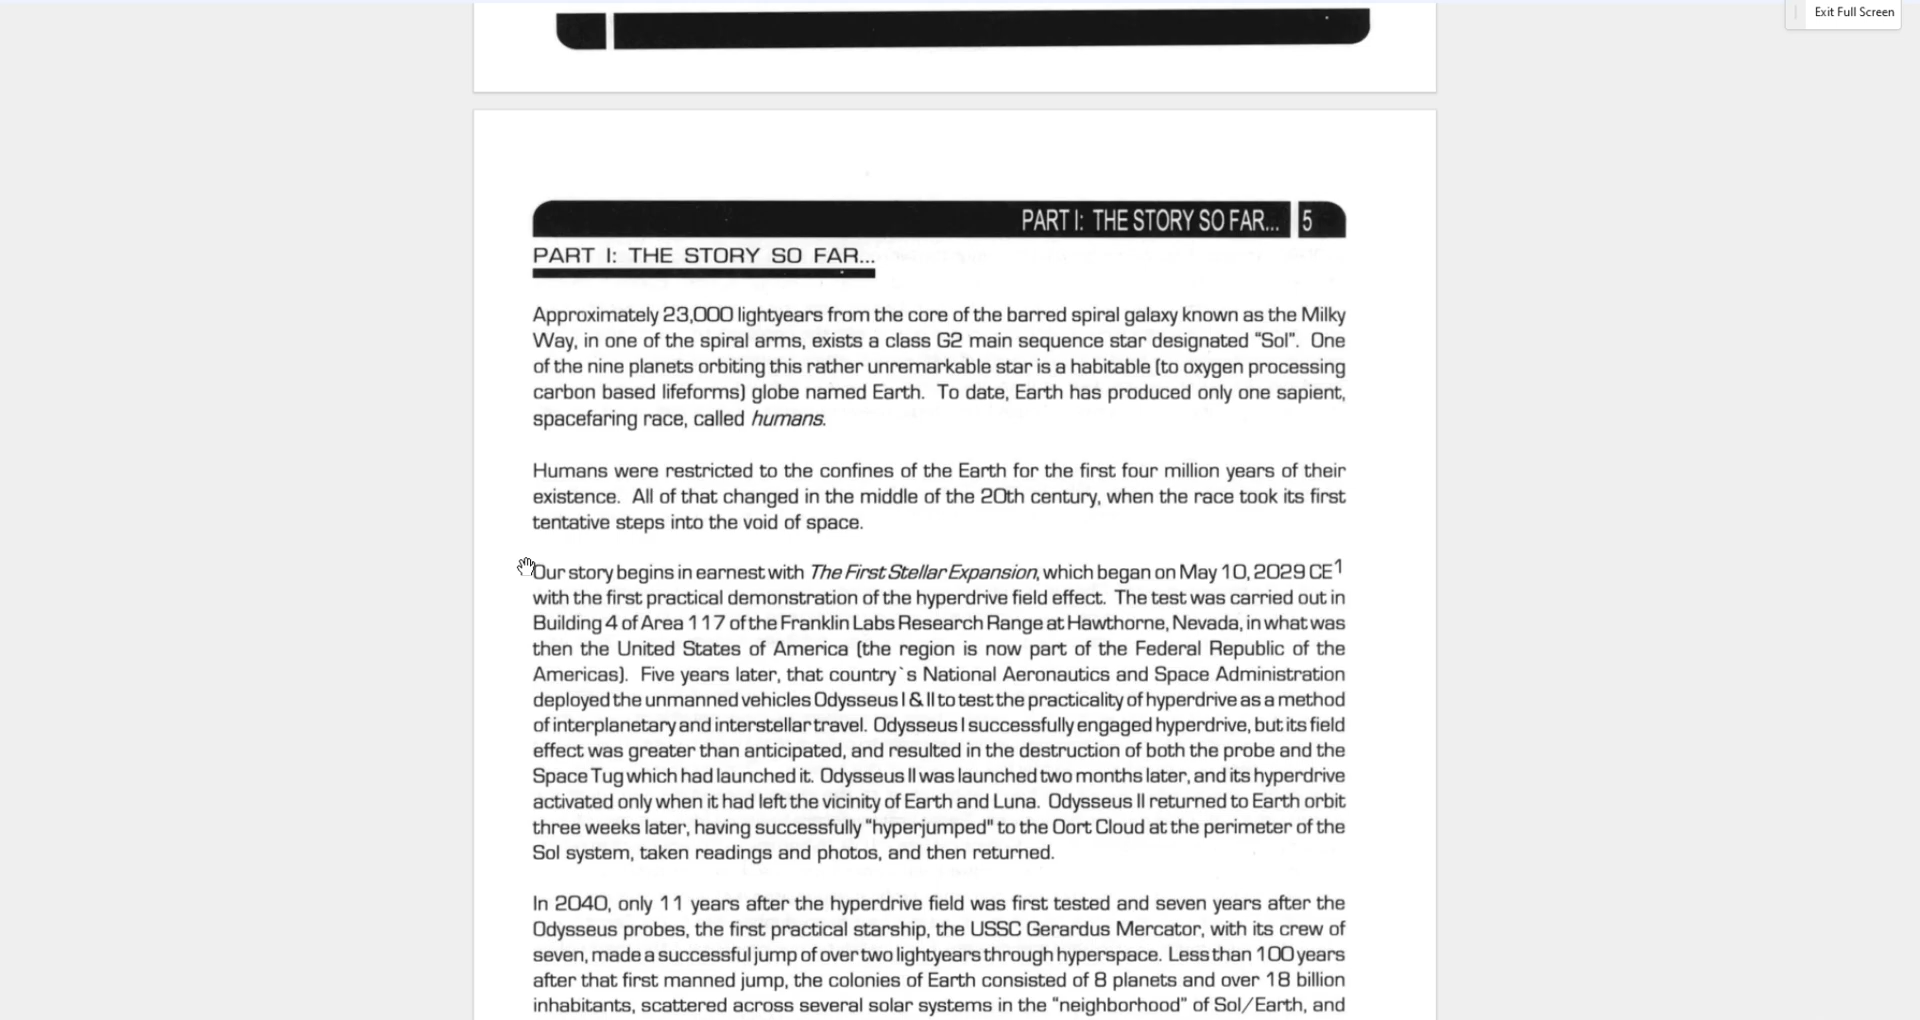 Exit Full Screen
PART I: THE STORY SO FAR... 5
PART I: THE STORY SO FAR...
Approximately 23,000 lightyears from the core of the barred spiral galaxy known as the Milky
Way, in one of the spiral arms, exists a class G2 main sequence star designated "Sol". One
of the nine planets orbiting this rather unremarkable star is a habitable (to oxygen processing
carbon based lifeforms) globe named Earth. To date, Earth has produced only one sapient,
spacefaring race, called humans.
Humans were restricted to the confines of the Earth for the first four million years of their
existence. All of that changed in the middle of the 20th century, when the race took its first
tentative steps into the void of space.
Our story begins in earnest with The First Stellar Expansion, which began on May 10, 2029 CE1
with the first practical demonstration of the hyperdrive field effect. The test was carried out in
Building 4 of Area 117 of the Franklin Labs Research Range at Hawthorne, Nevada, in what was
then the United States of America (the region is now part of the Federal Republic of the
Americas). Five years later, that country`s National Aeronautics and Space Administration
deployed the unmanned vehicles Odysseus I & II to test the practicality of hyperdrive as a method
of interplanetary and interstellar travel. Odysseus I successfully engaged hyperdrive, but its field
effect was greater than anticipated, and resulted in the destruction of both the probe and the
Space Tug which had launched it. Odysseus II was launched two months later, and its hyperdrive
activated only when it had left the vicinity of Earth and Luna. Odysseus II returned to Earth orbit
three weeks later, having successfully "hyperjumped" to the Oort Cloud at the perimeter of the
Sol system, taken readings and photos, and then returned.
In 2040, only 11 years after the hyperdrive field was first tested and seven years after the
Odysseus probes, the first practical starship, the USSC Gerardus Mercator, with its crew of
seven, made a successful jump of over two lightyears through hyperspace. Less than 100 years
after that first manned jump, the colonies of Earth consisted of 8 planets and over 18 billion
inhabitants, scattered across several solar systems in the "neighborhood" of Sol/Earth, and